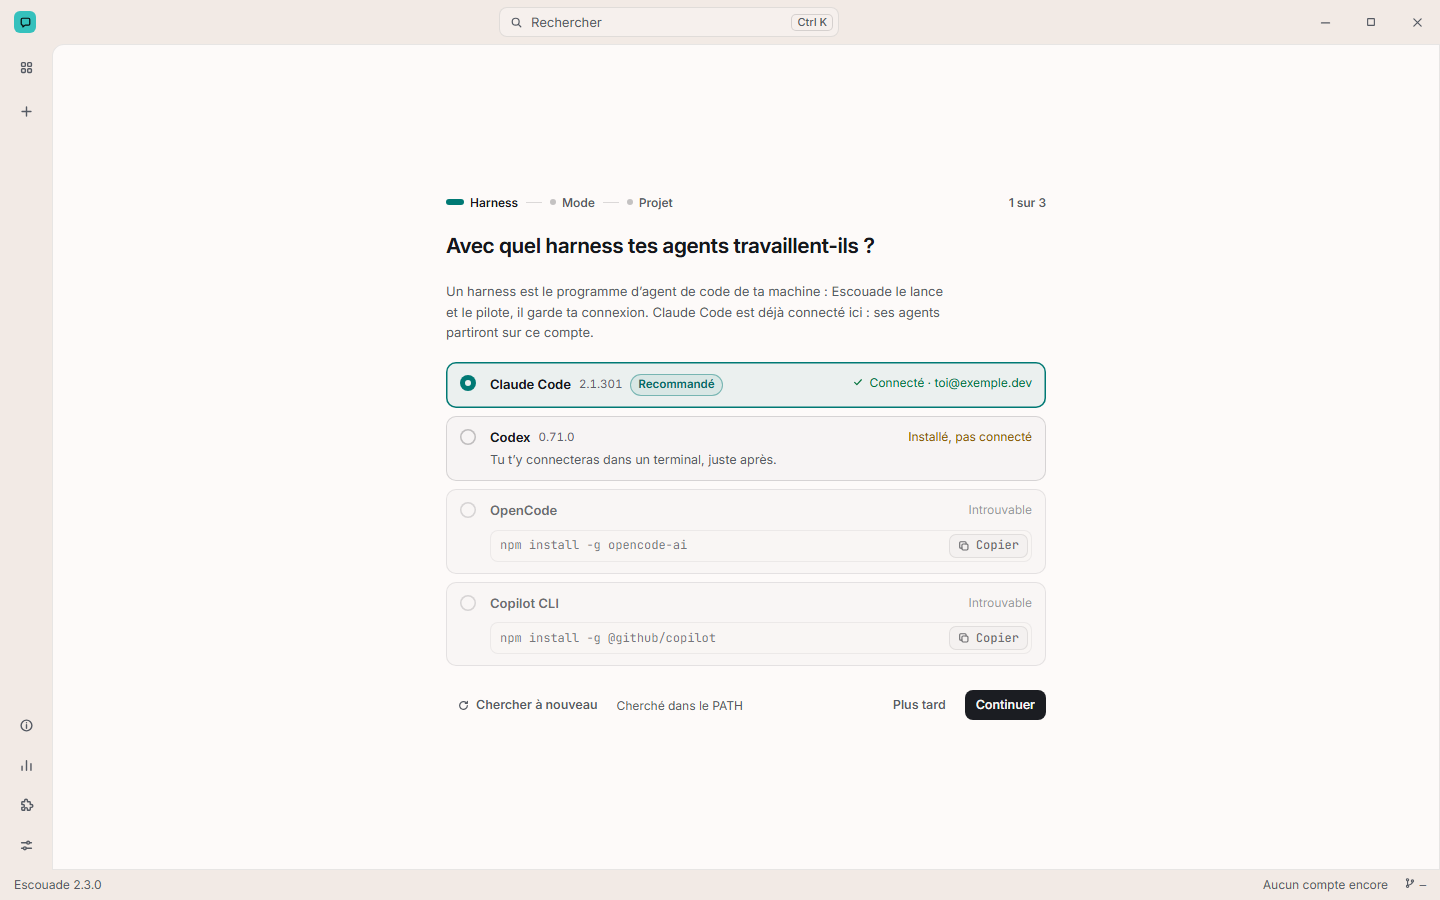 Rechercher
Ctrl K
Harness
Mode
Projet
1 sur 3
Avec quel harness tes agents travaillent-ils ?
Un harness est le programme d’agent de code de ta machine : Escouade le lance
et le pilote, il garde ta connexion. Claude Code est déjà connecté ici : ses agents
partiront sur ce compte.
Claude Code 2.1.301 Recommandé
Connecté · toi@exemple.dev
Codex 0.71.0
Installé, pas connecté
Tu t’y connecteras dans un terminal, juste après.
OpenCode
Introuvable
npm install -g opencode-ai
Copier
Copilot CLI
Introuvable
npm install -g @github/copilot
Copier
Chercher à nouveau
Cherché dans le PATH
Plus tard
Continuer
Escouade 2.3.0
Aucun compte encore
–